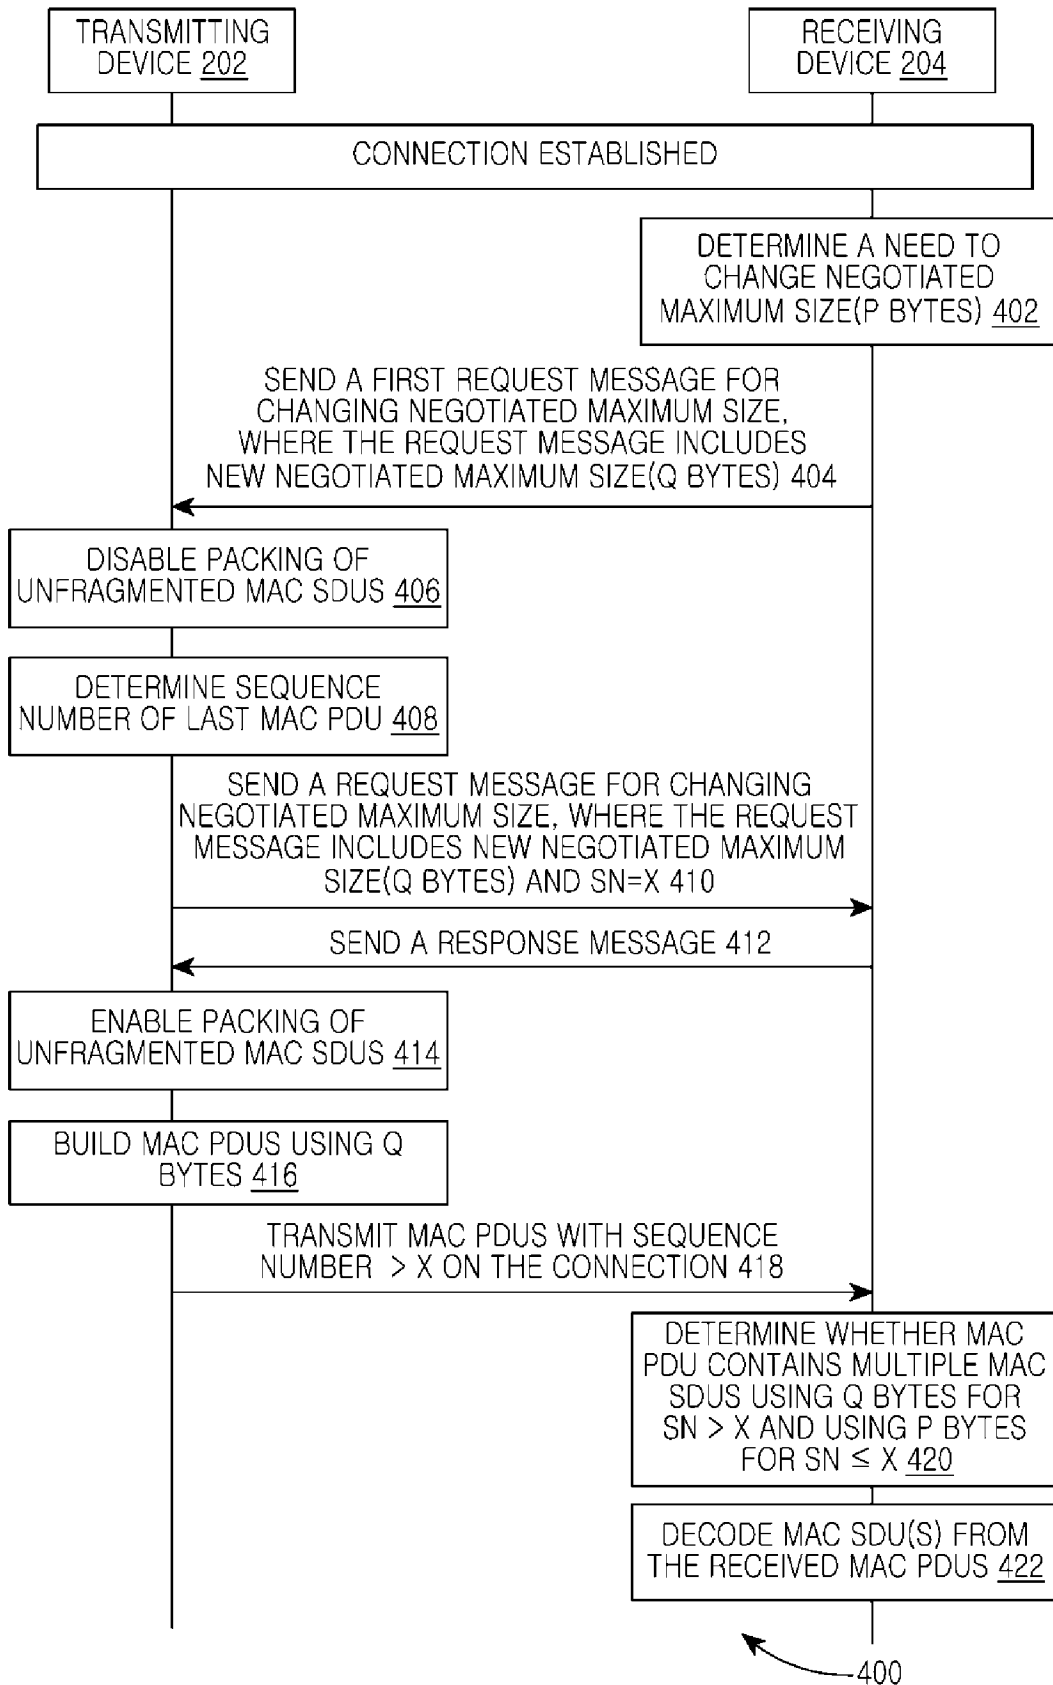 TRANSMITTING
DEVICE 202
RECEIVING
DEVICE 204
CONNECTION ESTABLISHED
DETERMINE A NEED TO
CHANGE NEGOTIATED
MAXIMUM SIZE(P BYTES) 402
SEND A FIRST REQUEST MESSAGE FOR
CHANGING NEGOTIATED MAXIMUM SIZE,
WHERE THE REQUEST MESSAGE INCLUDES
NEW NEGOTIATED MAXIMUM SIZE(Q BYTES) 404
DISABLE PACKING OF
UNFRAGMENTED MAC SDUS 406
DETERMINE SEQUENCE
NUMBER OF LAST MAC PDU 408
SEND A REQUEST MESSAGE FOR CHANGING
NEGOTIATED MAXIMUM SIZE, WHERE THE REQUEST
MESSAGE INCLUDES NEW NEGOTIATED MAXIMUM
SIZE(Q BYTES) AND SN=X 410
SEND A RESPONSE MESSAGE 412
ENABLE PACKING OF
UNFRAGMENTED MAC SDUS 414
BUILD MAC PDUS USING Q
BYTES 416
TRANSMIT MAC PDUS WITH SEQUENCE
NUMBER > X ON THE CONNECTION 418
DETERMINE WHETHER MAC
PDU CONTAINS MULTIPLE MAC
SDUS USING Q BYTES FOR
SN > X AND USING P BYTES
FOR SN ≤ X 420
DECODE MAC SDU(S) FROM
THE RECEIVED MAC PDUS 422
400